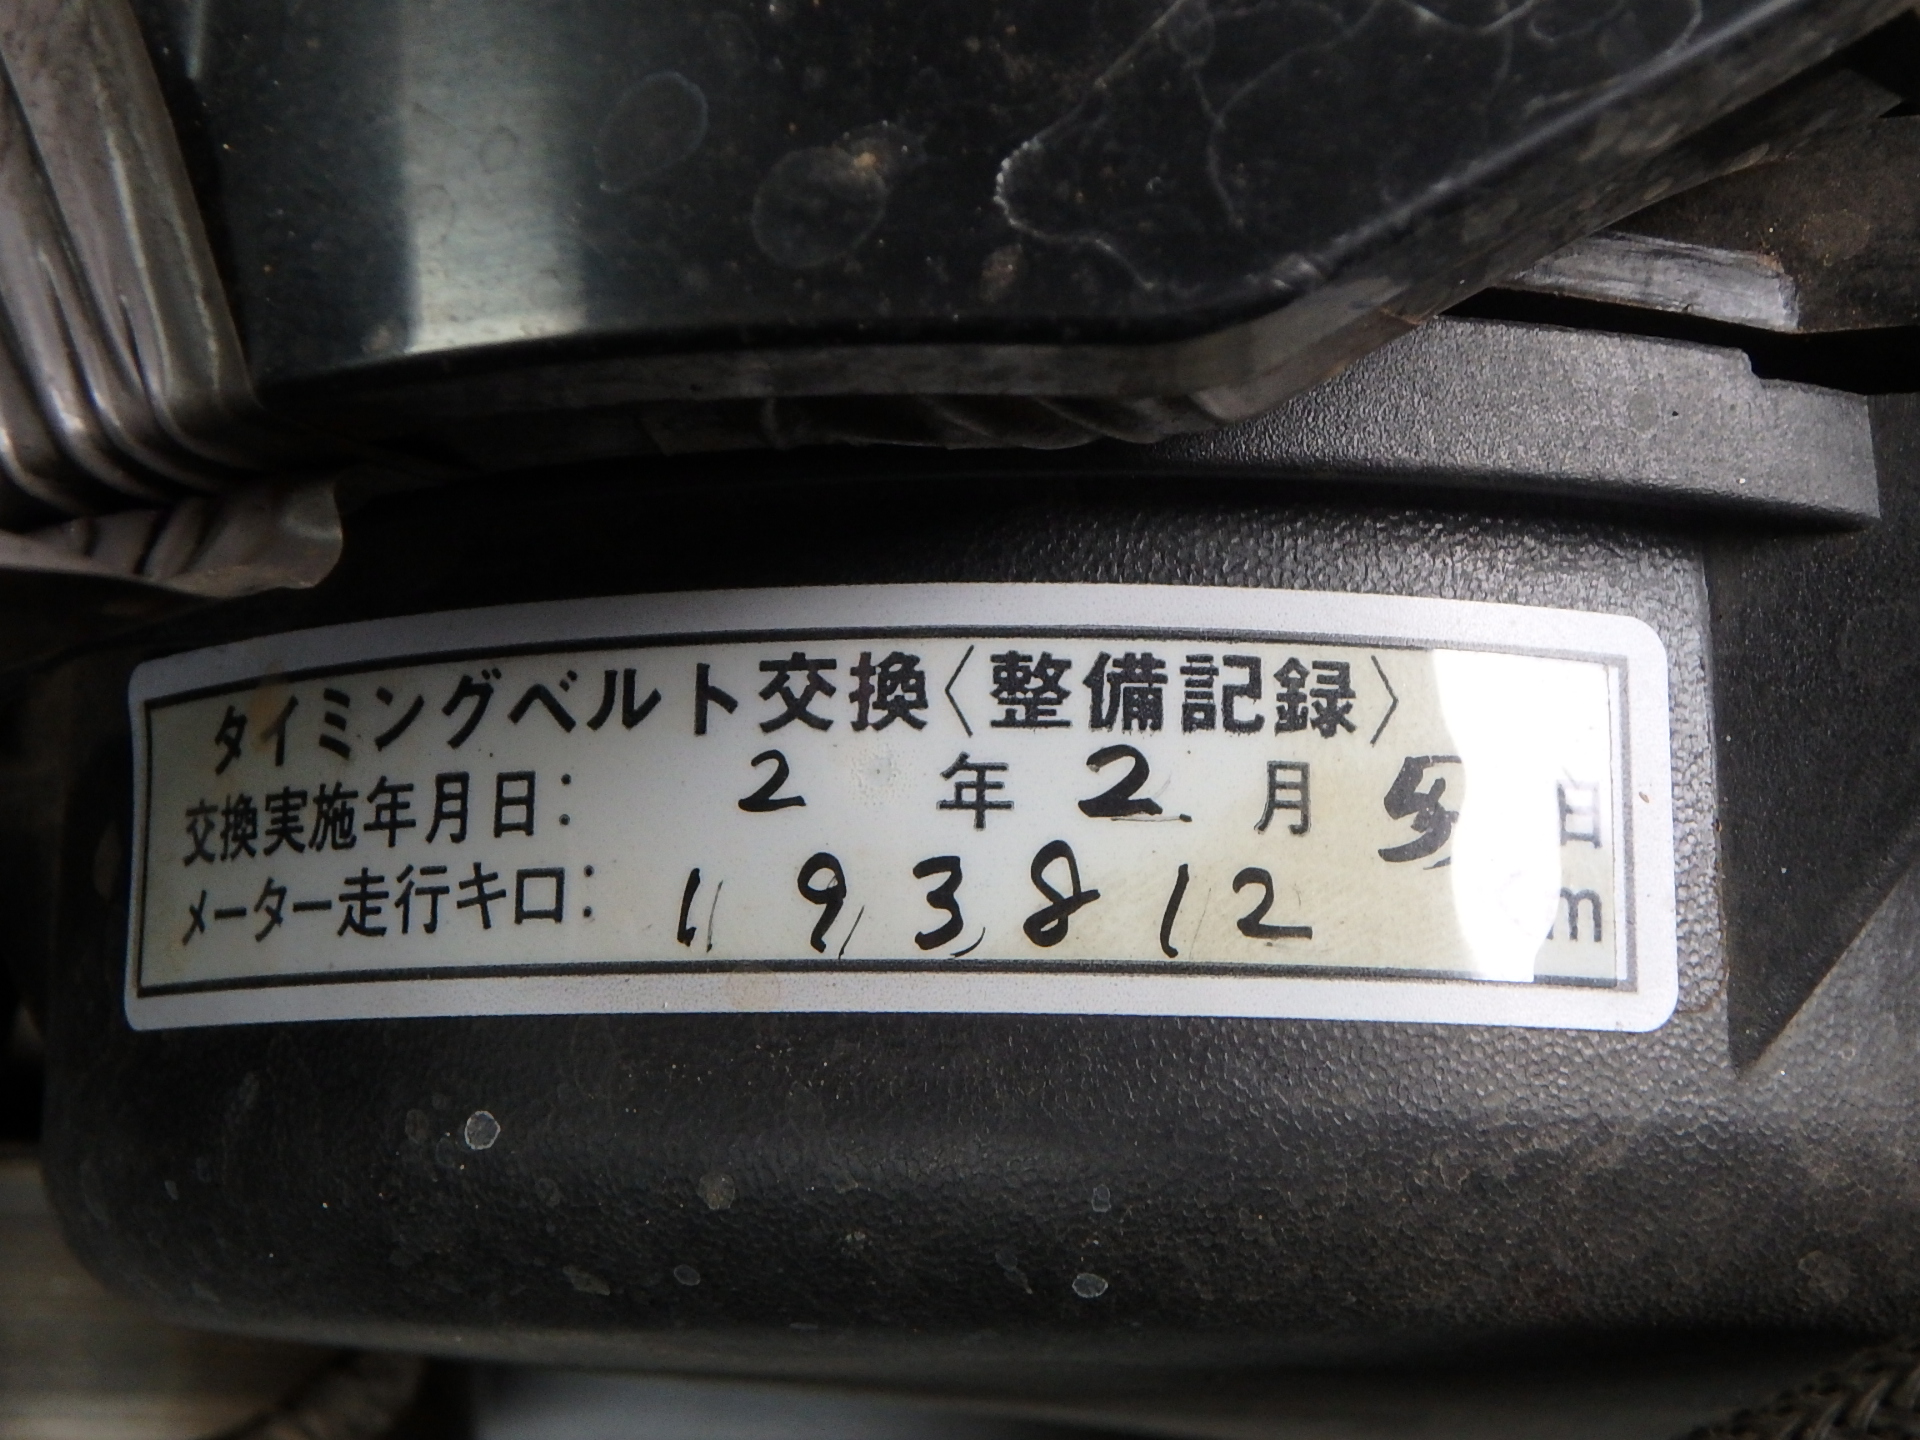 タイミングベルト交換〈整備記録〉
交換実施年月日： 2 年 2 月 日
メーター走行キロ： 193812 m